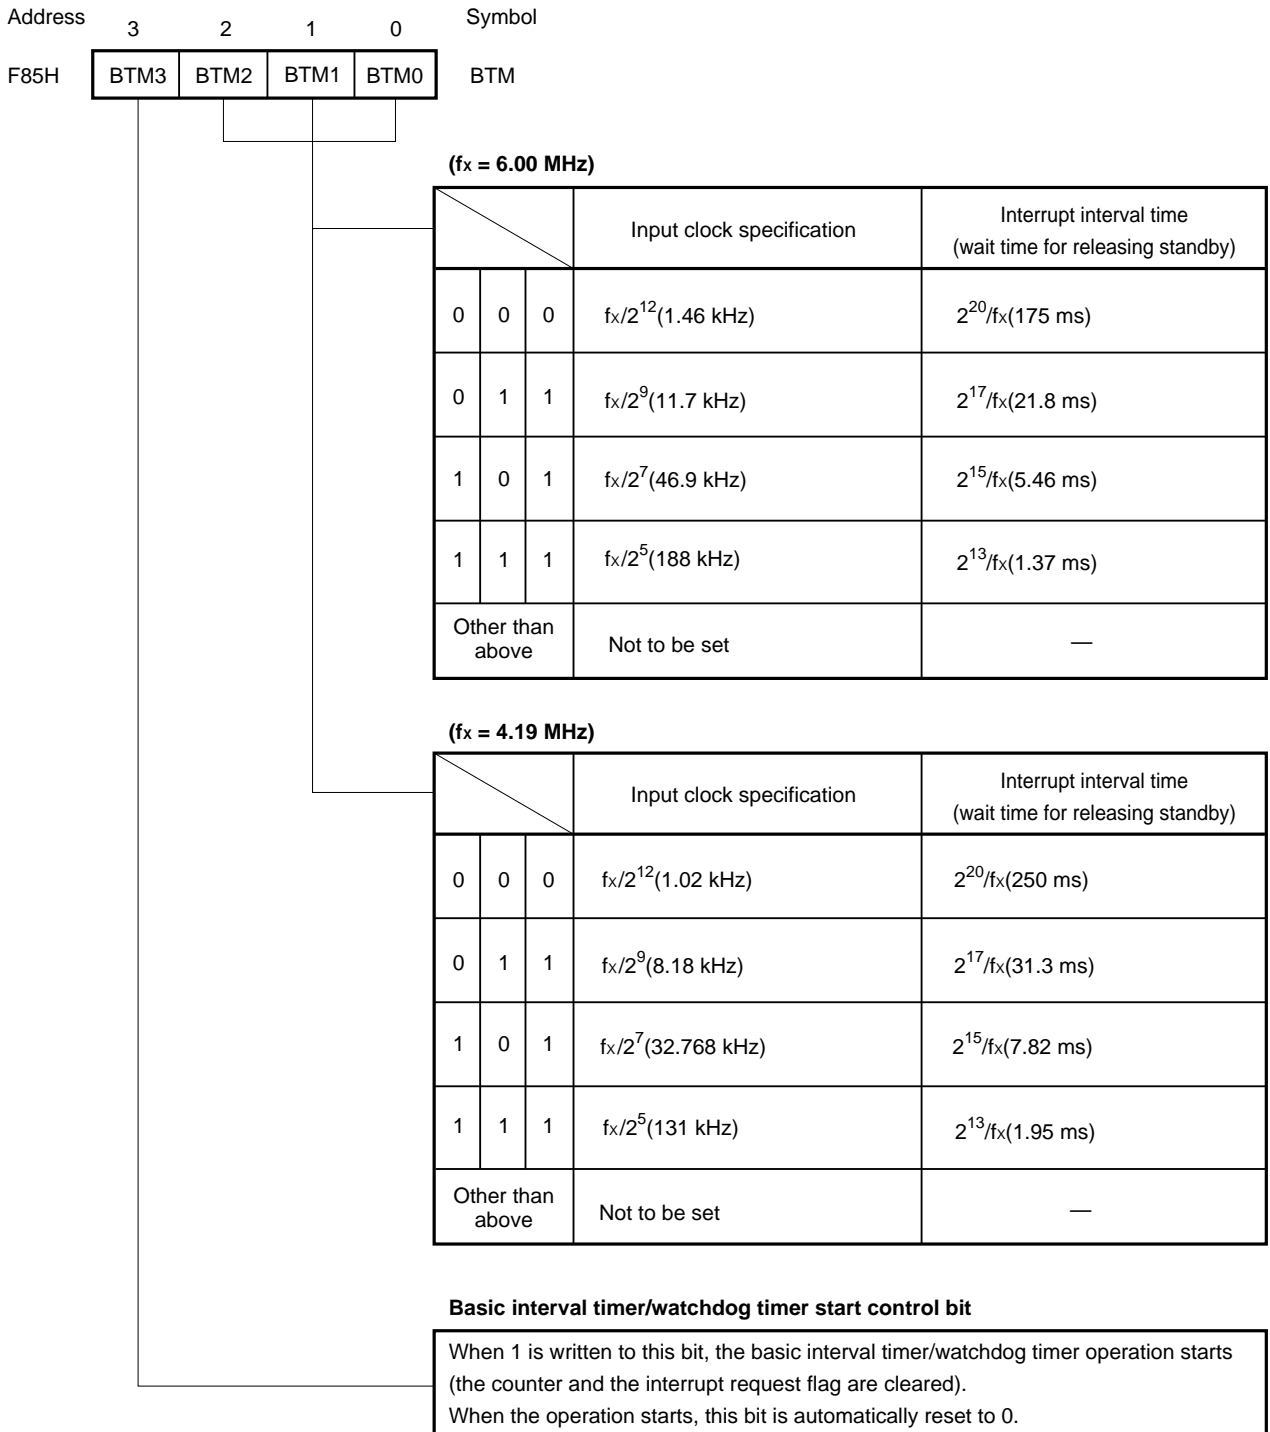 Address 3 2 1 0 Symbol
F85H BTM3 BTM2 BTM1 BTM0 BTM
(fX = 6.00 MHz)
Input clock specification Interrupt interval time
(wait time for releasing standby)
0 0 0 fX/2^12(1.46 kHz) 2^20/fX(175 ms)
0 1 1 fX/2^9(11.7 kHz) 2^17/fX(21.8 ms)
1 0 1 fX/2^7(46.9 kHz) 2^15/fX(5.46 ms)
1 1 1 fX/2^5(188 kHz) 2^13/fX(1.37 ms)
Other than
above Not to be set —
(fX = 4.19 MHz)
Input clock specification Interrupt interval time
(wait time for releasing standby)
0 0 0 fX/2^12(1.02 kHz) 2^20/fX(250 ms)
0 1 1 fX/2^9(8.18 kHz) 2^17/fX(31.3 ms)
1 0 1 fX/2^7(32.768 kHz) 2^15/fX(7.82 ms)
1 1 1 fX/2^5(131 kHz) 2^13/fX(1.95 ms)
Other than
above Not to be set —
Basic interval timer/watchdog timer start control bit
When 1 is written to this bit, the basic interval timer/watchdog timer operation starts
(the counter and the interrupt request flag are cleared).
When the operation starts, this bit is automatically reset to 0.